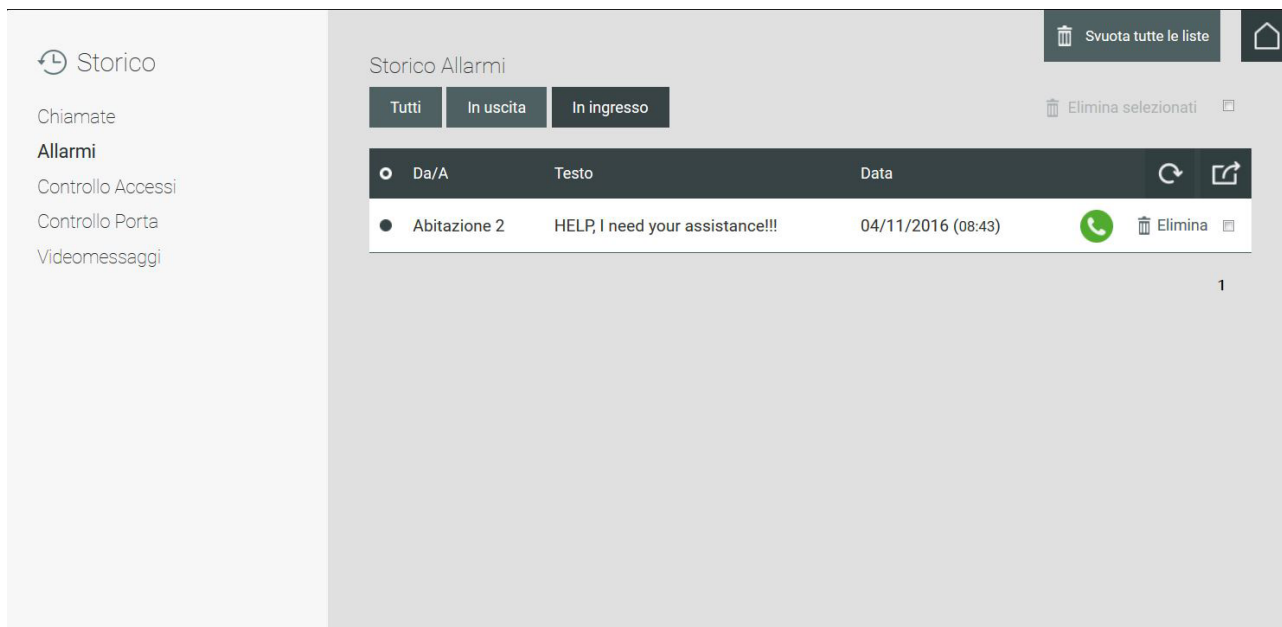 Svuota tutte le liste
Storico
Chiamate
Allarmi
Controllo Accessi
Controllo Porta
Videomessaggi
Storico Allarmi
Tutti In uscita In ingresso
Elimina selezionati
Da/A Testo Data
Abitazione 2 HELP, I need your assistance!!! 04/11/2016 (08:43) Elimina
1